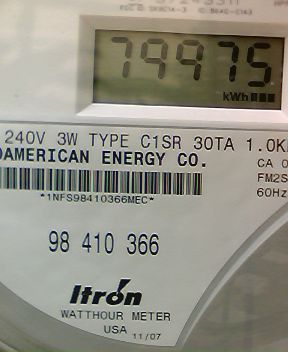 79975
kWh
240V 3W TYPE C1SR 30TA 1.0K
AMERICAN ENERGY CO.
CA 0
FM2S
60Hz
*1NFS98410366MEC*
98 410 366
Itron
WATTHOUR METER
USA 11/07